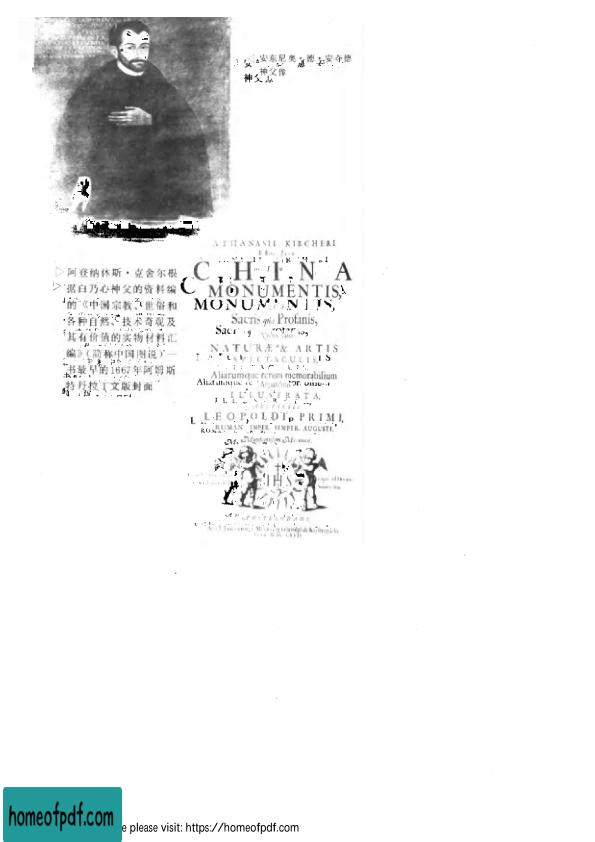 安东尼奥·德·安夺德
神父像
ATHANASII KIRCHERI
CHINA
MONUMENTIS,
Sacris quà Profanis,
NATURÆ & ARTIS
SPECTACULIS,
Aliarumque rerum memorabilium
Argumentis
ILLUSTRATA,
LEOPOLDI PRIMI,
ROMAN. IMPER. SEMPER AUGUSTI,
IHS
▷ 阿登纳休斯·克舍尔根
据白乃心神父的资料编
的《中国宗教、世俗和
各种自然、技术奇观及
其有价值的实物材料汇
编》(简称中国图说)一
书最早的1667年阿姆斯
特丹拉丁文版封面
homeofpdf.com
e please visit: https://homeofpdf.com